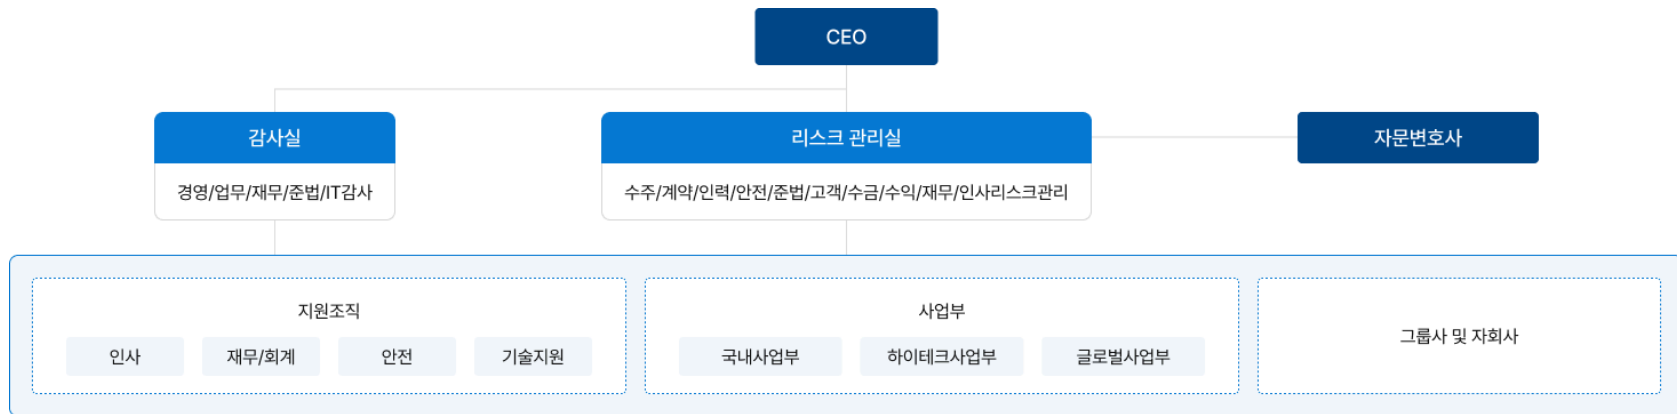 CEO
감사실
리스크 관리실
자문변호사
경영/업무/재무/준법/IT감사
수주/계약/인력/안전/준법/고객/수금/수익/재무/인사리스크관리
지원조직
인사
재무/회계
안전
기술지원
사업부
국내사업부
하이테크사업부
글로벌사업부
그룹사 및 자회사